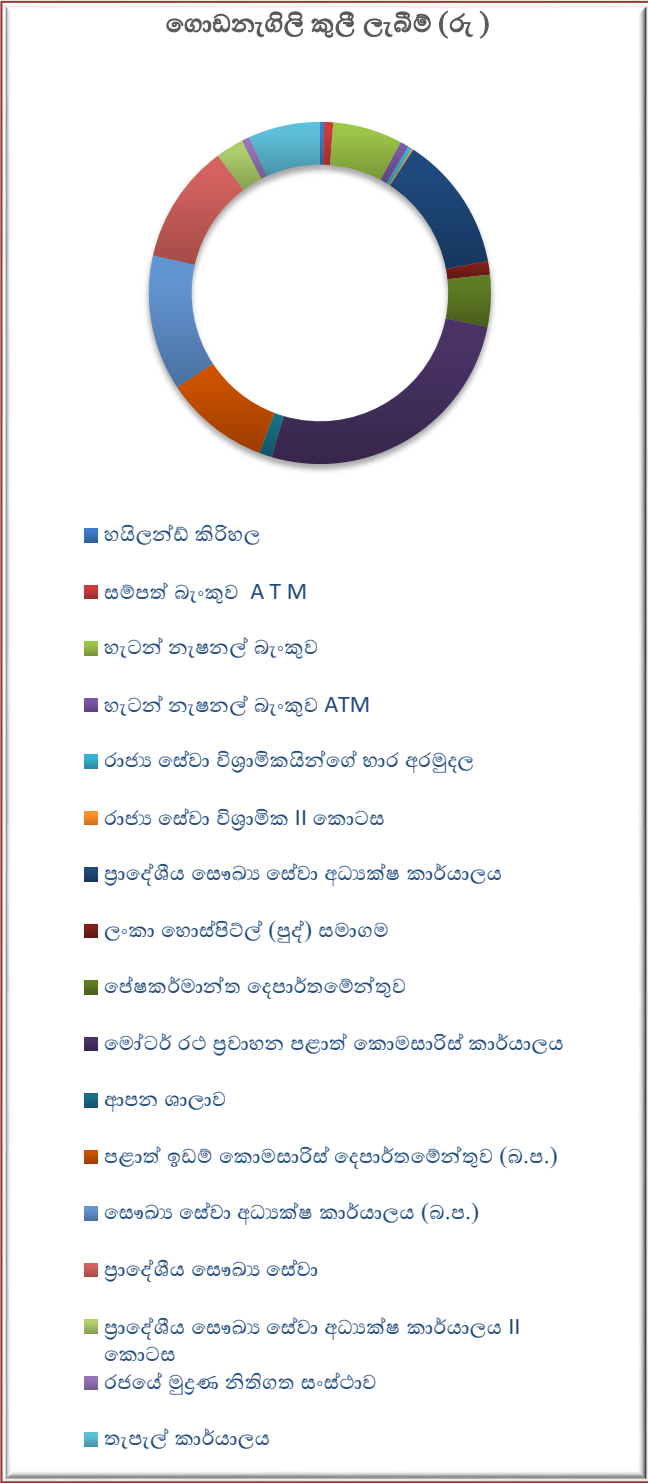 ගොඩනැගිලි කුලී ලැබීම් (රු )
හයිලන්ඩ් කිරිහල
සම්පත් බැංකුව  A T M
හැටන් නැෂනල් බැංකුව
හැටන් නැෂනල් බැංකුව ATM
රාජ්‍ය සේවා විශ්‍රාමිකයින්ගේ භාර අරමුදල
රාජ්‍ය සේවා විශ්‍රාමික II කොටස
ප්‍රාදේශීය සෞඛ්‍ය සේවා අධ්‍යක්ෂ කාර්යාලය
ලංකා හොස්පිට්ල් (පුද්) සමාගම
පේෂකර්මාන්ත දෙපාර්තමේන්තුව
මෝටර් රථ ප්‍රවාහන පළාත් කොමසාරිස් කාර්යාලය
ආපන ශාලාව
පළාත් ඉඩම් කොමසාරිස් දෙපාර්තමේන්තුව (බ.ප.)
සෞඛ්‍ය සේවා අධ්‍යක්ෂ කාර්යාලය (බ.ප.)
ප්‍රාදේශීය සෞඛ්‍ය සේවා
ප්‍රාදේශීය සෞඛ්‍ය සේවා අධ්‍යක්ෂ කාර්යාලය II
කොටස
රජයේ මුද්‍රණ නිතිගත සංස්ථාව
තැපැල් කාර්යාලය